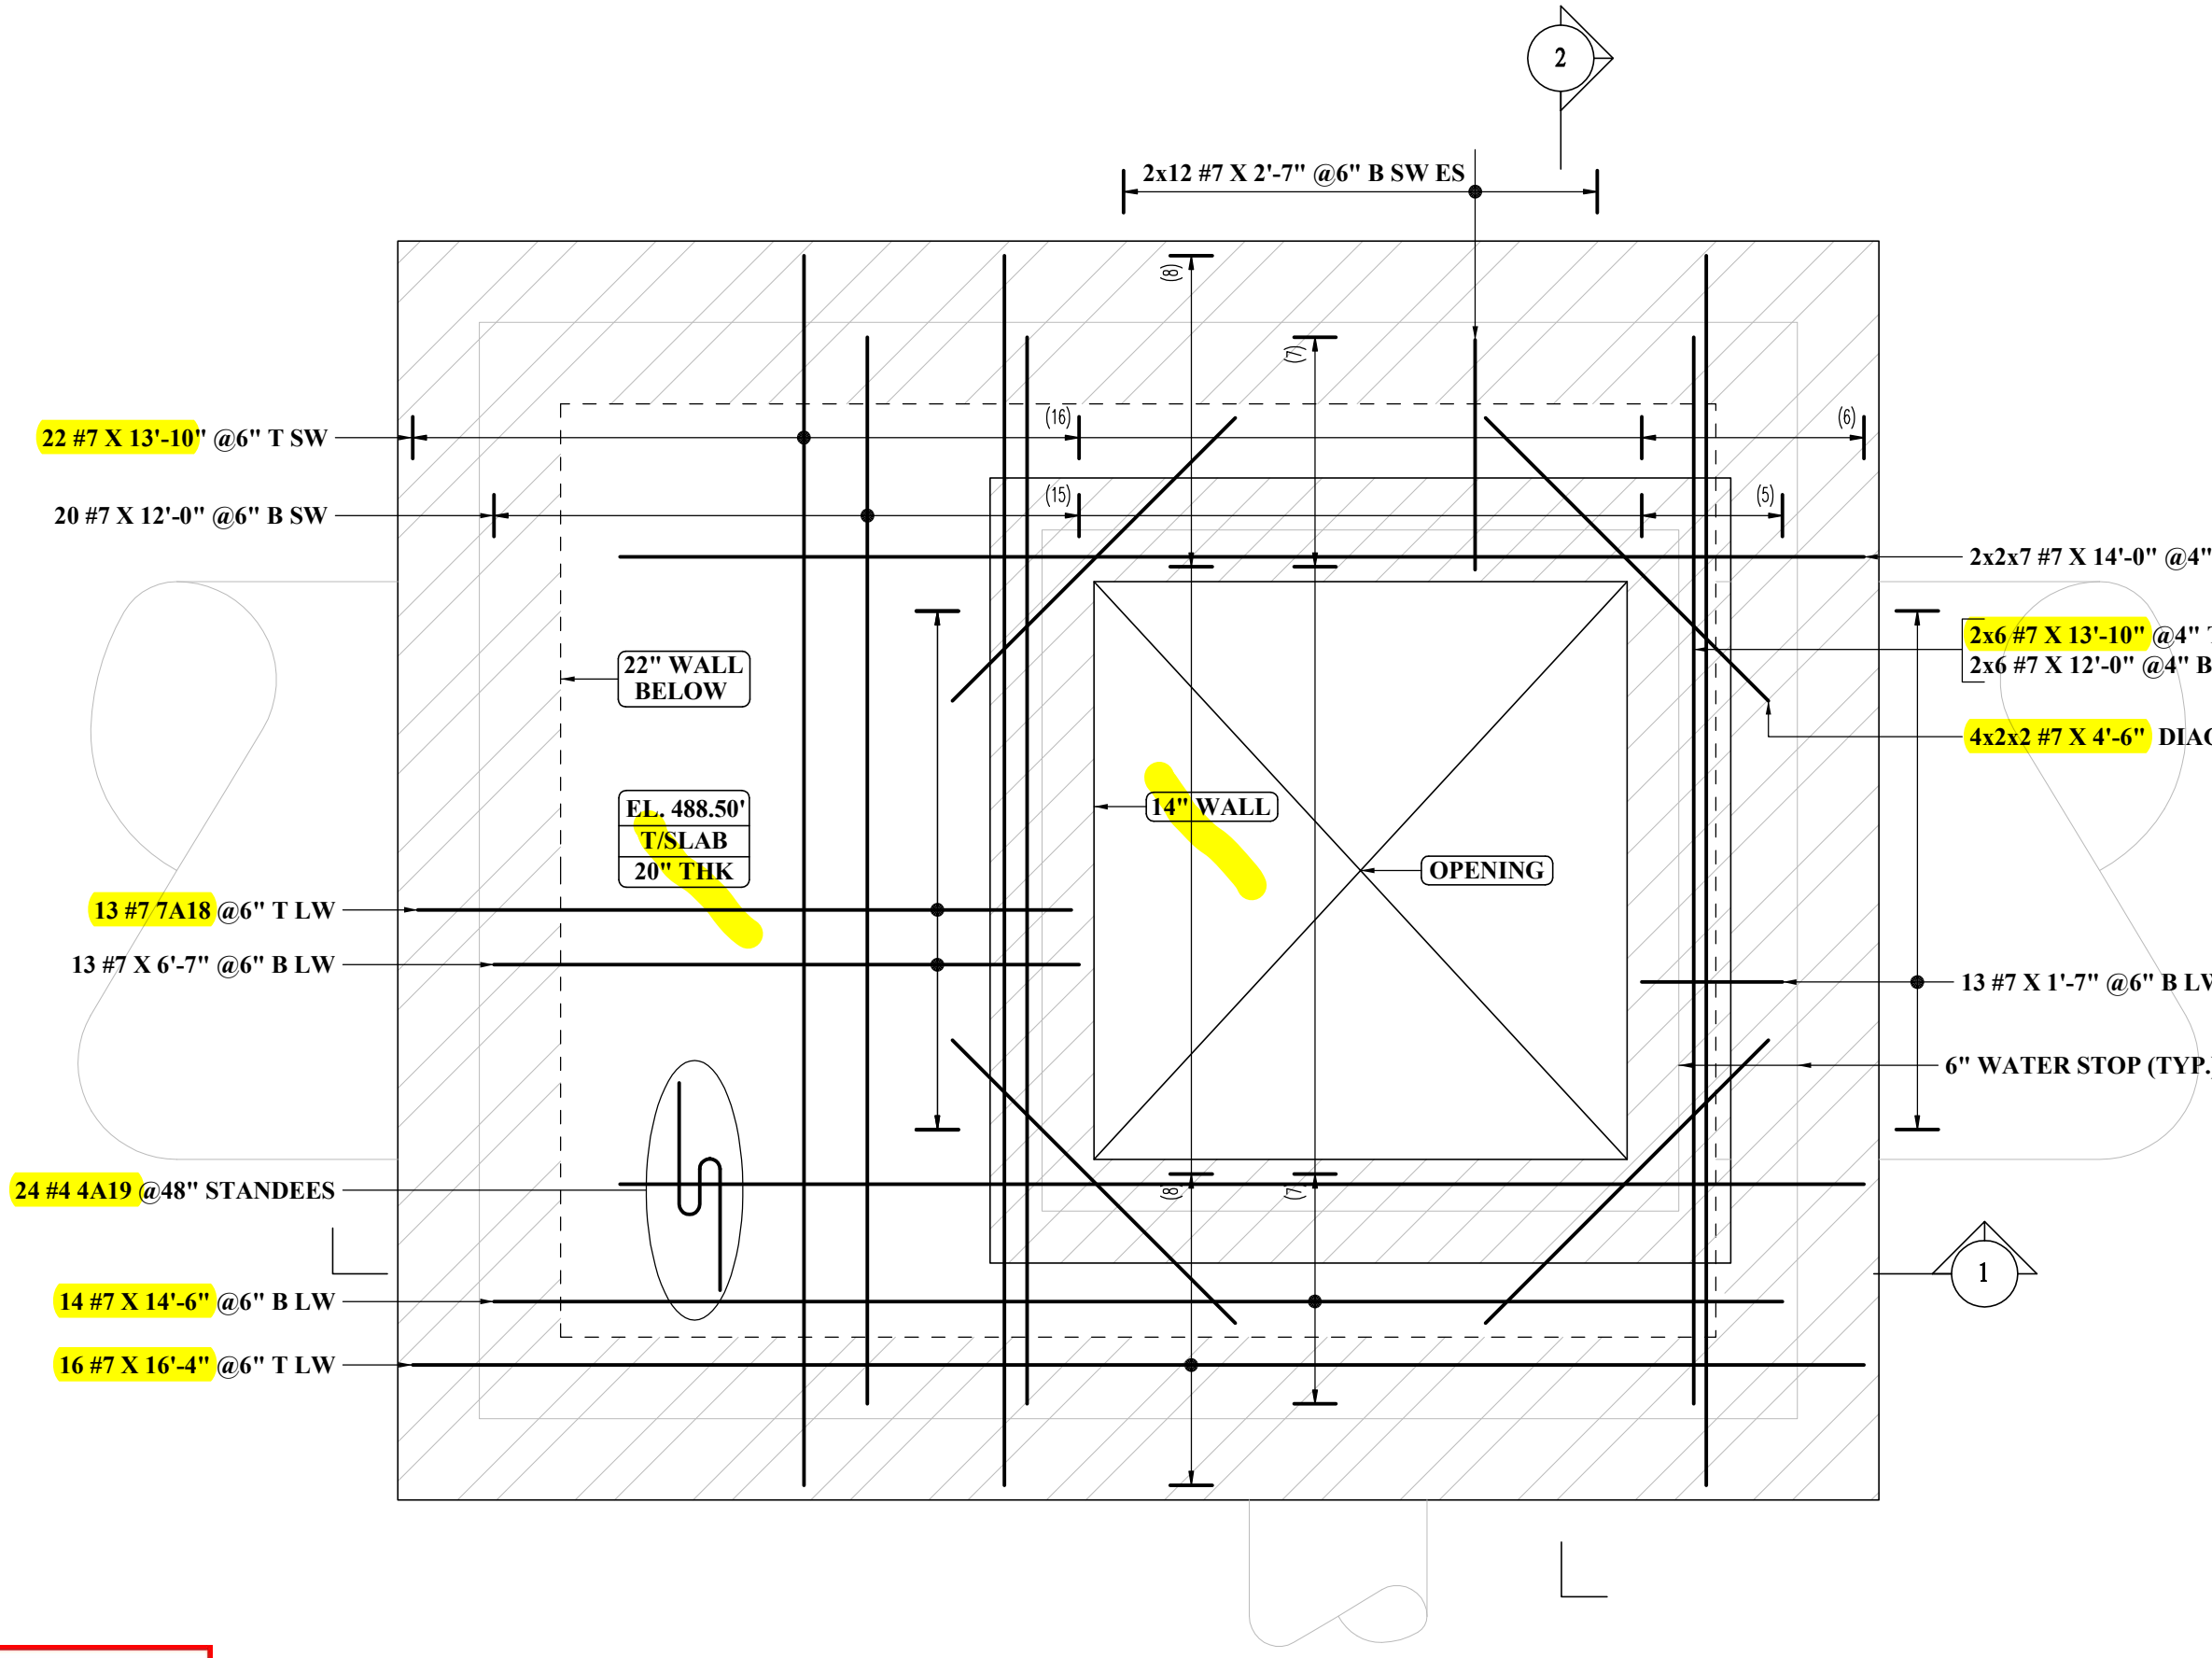 2
2x12 #7 X 2'-7" @6" B SW ES
(8)
(7)
(16)
(6)
22 #7 X 13'-10" @6" T SW
(15)
(5)
20 #7 X 12'-0" @6" B SW
2x2x7 #7 X 14'-0" @4"
2x6 #7 X 13'-10" @4" T
2x6 #7 X 12'-0" @4" B
22" WALL
BELOW
4x2x2 #7 X 4'-6" DIAG
EL. 488.50'
T/SLAB
20" THK
14" WALL
OPENING
13 #7 7A18 @6" T LW
13 #7 X 6'-7" @6" B LW
13 #7 X 1'-7" @6" B LW
6" WATER STOP (TYP.)
24 #4 4A19 @48" STANDEES
(8)
(7)
1
14 #7 X 14'-6" @6" B LW
16 #7 X 16'-4" @6" T LW